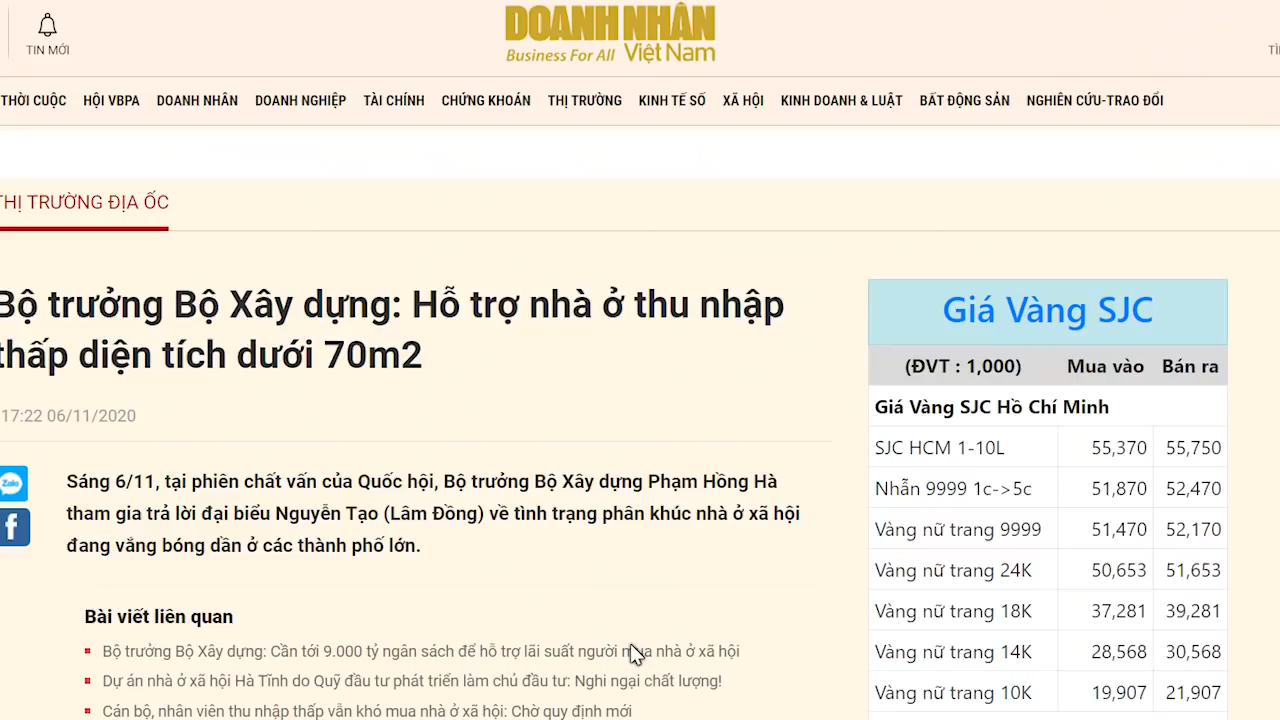 TIN MỚI
DOANH NHÂN
Business For All Việt Nam
THỜI CUỘC HỘI VBPA DOANH NHÂN DOANH NGHIỆP TÀI CHÍNH CHỨNG KHOÁN THỊ TRƯỜNG KINH TẾ SỐ XÃ HỘI KINH DOANH & LUẬT BẤT ĐỘNG SẢN NGHIÊN CỨU-TRAO ĐỔI
THỊ TRƯỜNG ĐỊA ỐC
Bộ trưởng Bộ Xây dựng: Hỗ trợ nhà ở thu nhập
thấp diện tích dưới 70m2
17:22 06/11/2020
Zalo
f
Sáng 6/11, tại phiên chất vấn của Quốc hội, Bộ trưởng Bộ Xây dựng Phạm Hồng Hà
tham gia trả lời đại biểu Nguyễn Tạo (Lâm Đồng) về tình trạng phân khúc nhà ở xã hội
đang vắng bóng dần ở các thành phố lớn.
Bài viết liên quan
Bộ trưởng Bộ Xây dựng: Cần tới 9.000 tỷ ngân sách để hỗ trợ lãi suất người mua nhà ở xã hội
Dự án nhà ở xã hội Hà Tĩnh do Quỹ đầu tư phát triển làm chủ đầu tư: Nghi ngại chất lượng!
Cán bộ, nhân viên thu nhập thấp vẫn khó mua nhà ở xã hội: Chờ quy định mới
Giá Vàng SJC
(ĐVT : 1,000) Mua vào Bán ra
Giá Vàng SJC Hồ Chí Minh
SJC HCM 1-10L 55,370 55,750
Nhẫn 9999 1c->5c 51,870 52,470
Vàng nữ trang 9999 51,470 52,170
Vàng nữ trang 24K 50,653 51,653
Vàng nữ trang 18K 37,281 39,281
Vàng nữ trang 14K 28,568 30,568
Vàng nữ trang 10K 19,907 21,907